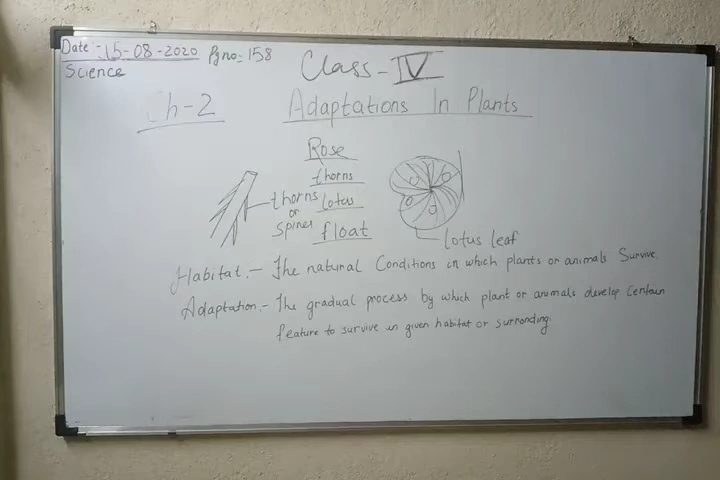 Date :- 15-08-2020 Pg no:- 158
Science
Class - IV
Ch-2 Adaptations In Plants
Rose
thorns
lotus
float
thorns
or
spines
lotus leaf
Habitat :- The natural Conditions in which plants or animals Survive.
Adaptation :- The gradual process by which plant or animals develop Certain
feature to survive in given habitat or surronding.